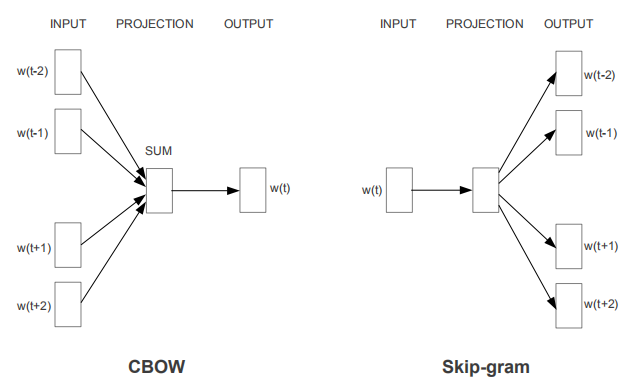 INPUT PROJECTION OUTPUT
w(t-2)
w(t-1)
SUM
w(t)
w(t+1)
w(t+2)
CBOW
INPUT PROJECTION OUTPUT
w(t-2)
w(t-1)
w(t)
w(t+1)
w(t+2)
Skip-gram